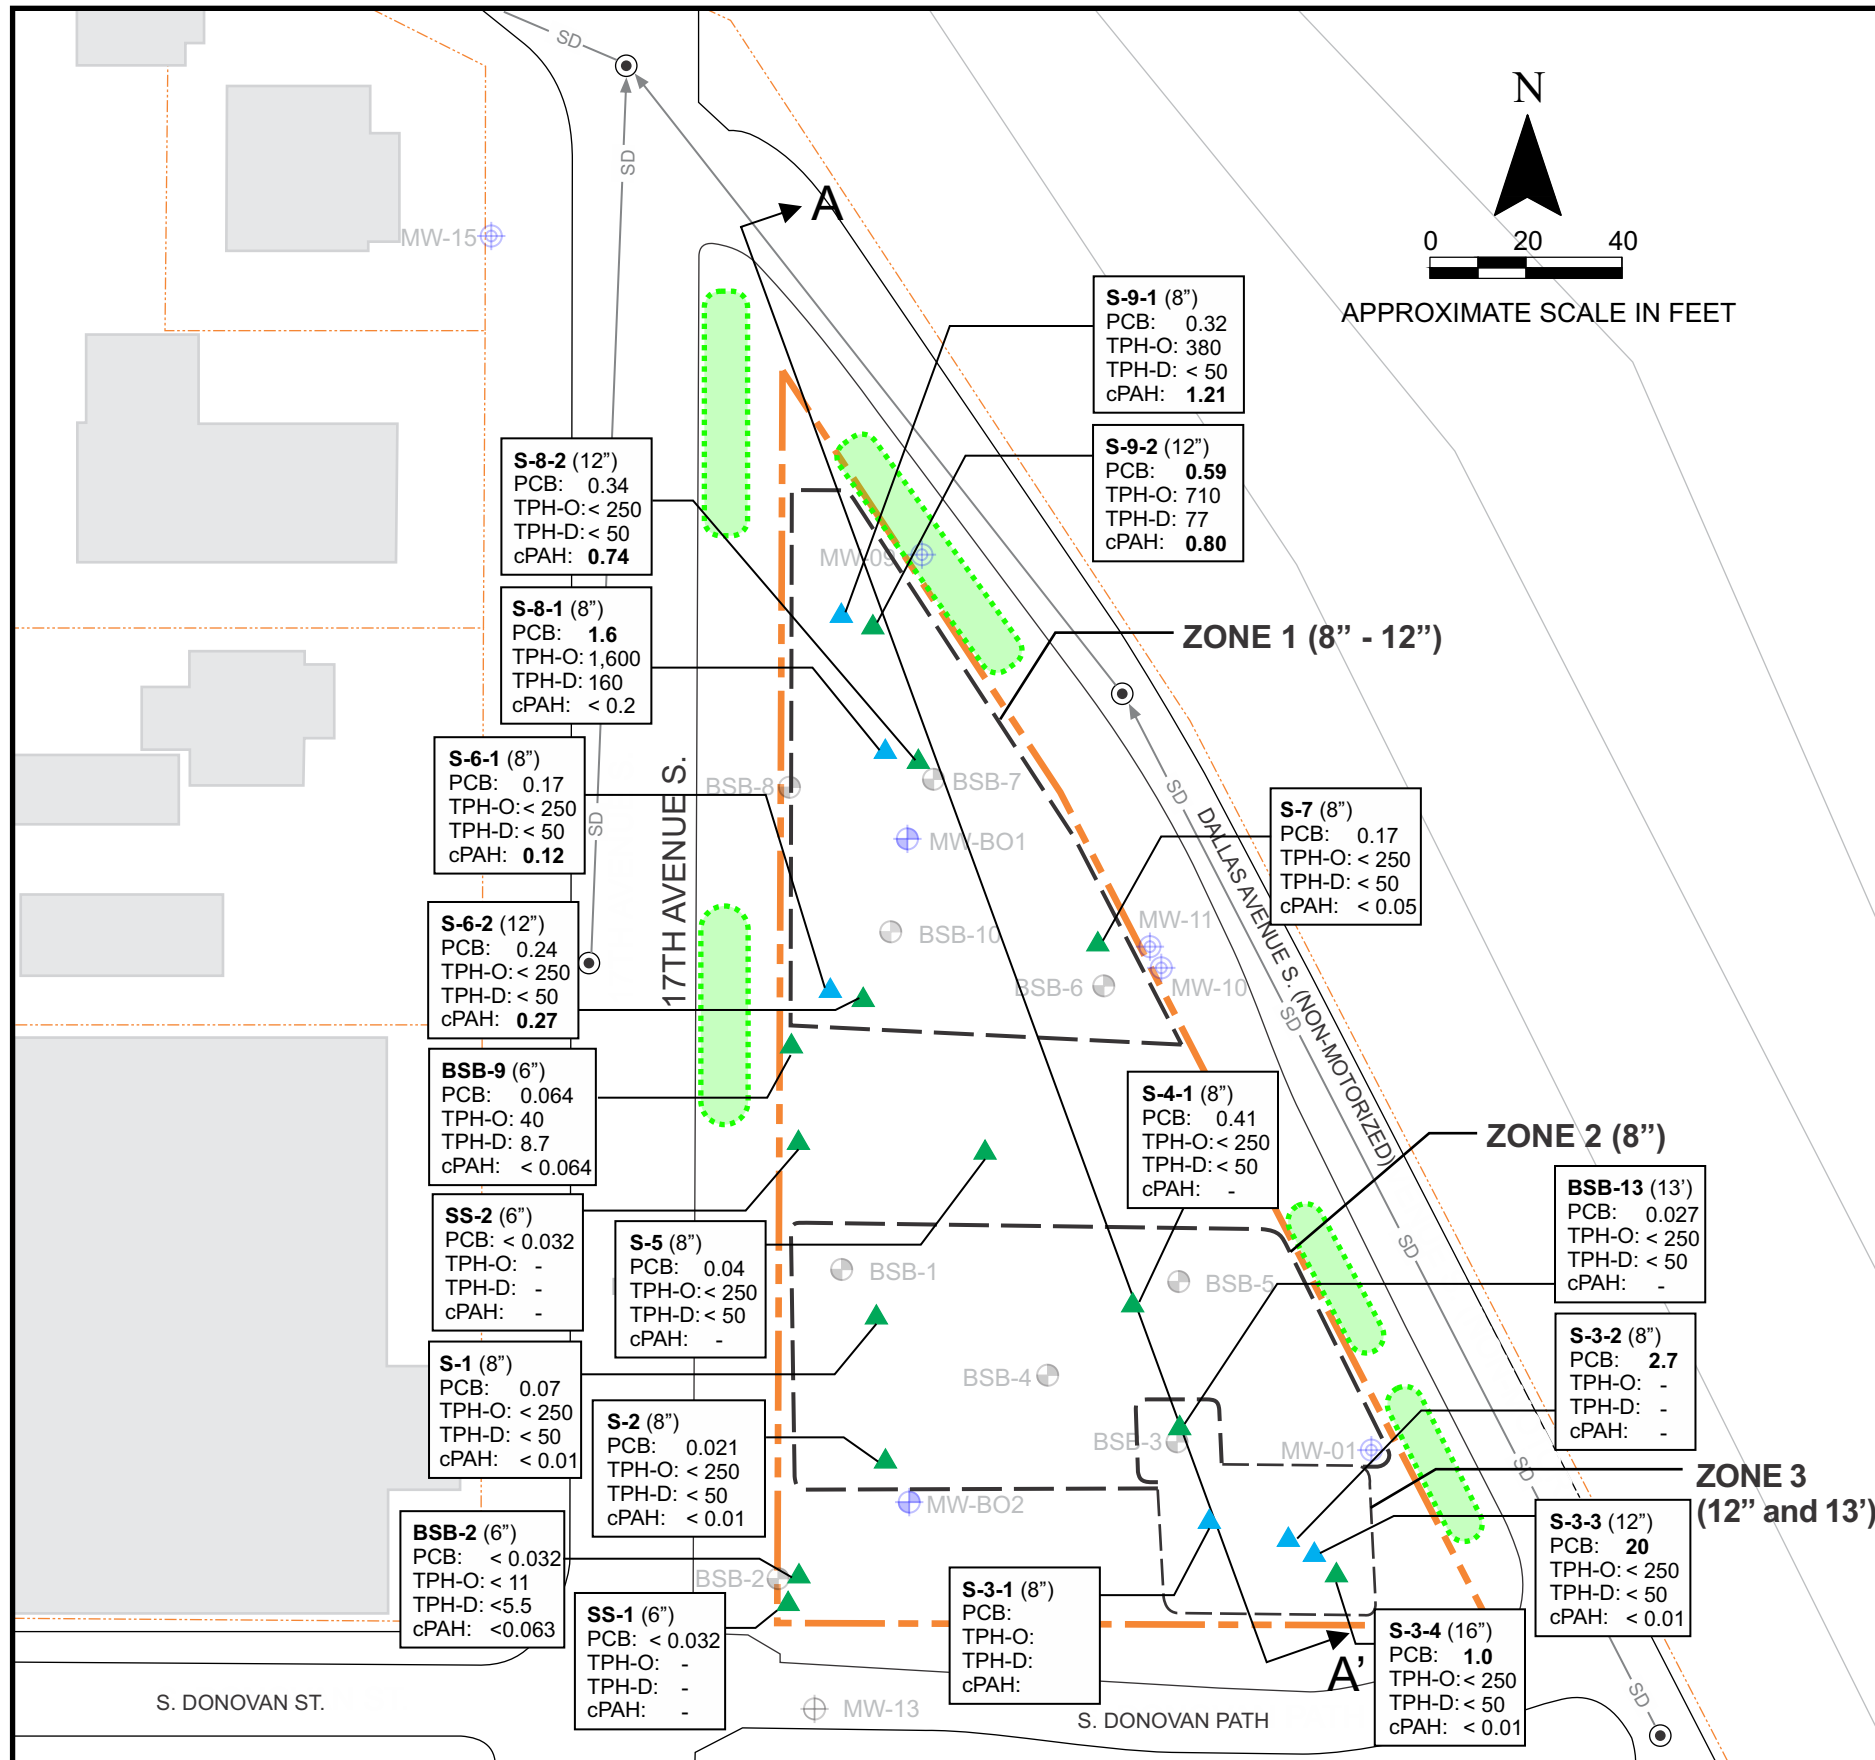 N
0 20 40
APPROXIMATE SCALE IN FEET
SD
SD
A
MW-15
S-9-1 (8”)
PCB: 0.32
TPH-O: 380
TPH-D: < 50
cPAH: 1.21
S-9-2 (12”)
PCB: 0.59
TPH-O: 710
TPH-D: 77
cPAH: 0.80
S-8-2 (12”)
PCB: 0.34
TPH-O: < 250
TPH-D: < 50
cPAH: 0.74
MW-09
S-8-1 (8”)
PCB: 1.6
TPH-O: 1,600
TPH-D: 160
cPAH: < 0.2
ZONE 1 (8” - 12”)
S-6-1 (8”)
PCB: 0.17
TPH-O: < 250
TPH-D: < 50
cPAH: 0.12
SD
17TH AVENUE S.
BSB-8
BSB-7
MW-BO1
SD
DALLAS AVENUE S. (NON-MOTORIZED)
S-7 (8”)
PCB: 0.17
TPH-O: < 250
TPH-D: < 50
cPAH: < 0.05
S-6-2 (12”)
PCB: 0.24
TPH-O: < 250
TPH-D: < 50
cPAH: 0.27
BSB-10
MW-11
BSB-6
MW-10
SD
BSB-9 (6”)
PCB: 0.064
TPH-O: 40
TPH-D: 8.7
cPAH: < 0.064
S-4-1 (8”)
PCB: 0.41
TPH-O: < 250
TPH-D: < 50
cPAH: -
ZONE 2 (8”)
BSB-13 (13’)
PCB: 0.027
TPH-O: < 250
TPH-D: < 50
cPAH: -
SS-2 (6”)
PCB: < 0.032
TPH-O: -
TPH-D: -
cPAH: -
S-5 (8”)
PCB: 0.04
TPH-O: < 250
TPH-D: < 50
cPAH: -
BSB-1
BSB-5
SD
S-3-2 (8”)
PCB: 2.7
TPH-O: -
TPH-D: -
cPAH: -
S-1 (8”)
PCB: 0.07
TPH-O: < 250
TPH-D: < 50
cPAH: < 0.01
BSB-4
S-2 (8”)
PCB: 0.021
TPH-O: < 250
TPH-D: < 50
cPAH: < 0.01
BSB-3
MW-01
SD
ZONE 3
(12” and 13’)
MW-BO2
BSB-2 (6”)
PCB: < 0.032
TPH-O: < 11
TPH-D: <5.5
cPAH: <0.063
S-3-3 (12”)
PCB: 20
TPH-O: < 250
TPH-D: < 50
cPAH: < 0.01
BSB-2
SS-1 (6”)
PCB: < 0.032
TPH-O: -
TPH-D: -
cPAH: -
S-3-1 (8”)
PCB:
TPH-O:
TPH-D:
cPAH:
S-3-4 (16”)
PCB: 1.0
TPH-O: < 250
TPH-D: < 50
cPAH: < 0.01
A’
SD
S. DONOVAN ST.
MW-13
S. DONOVAN PATH